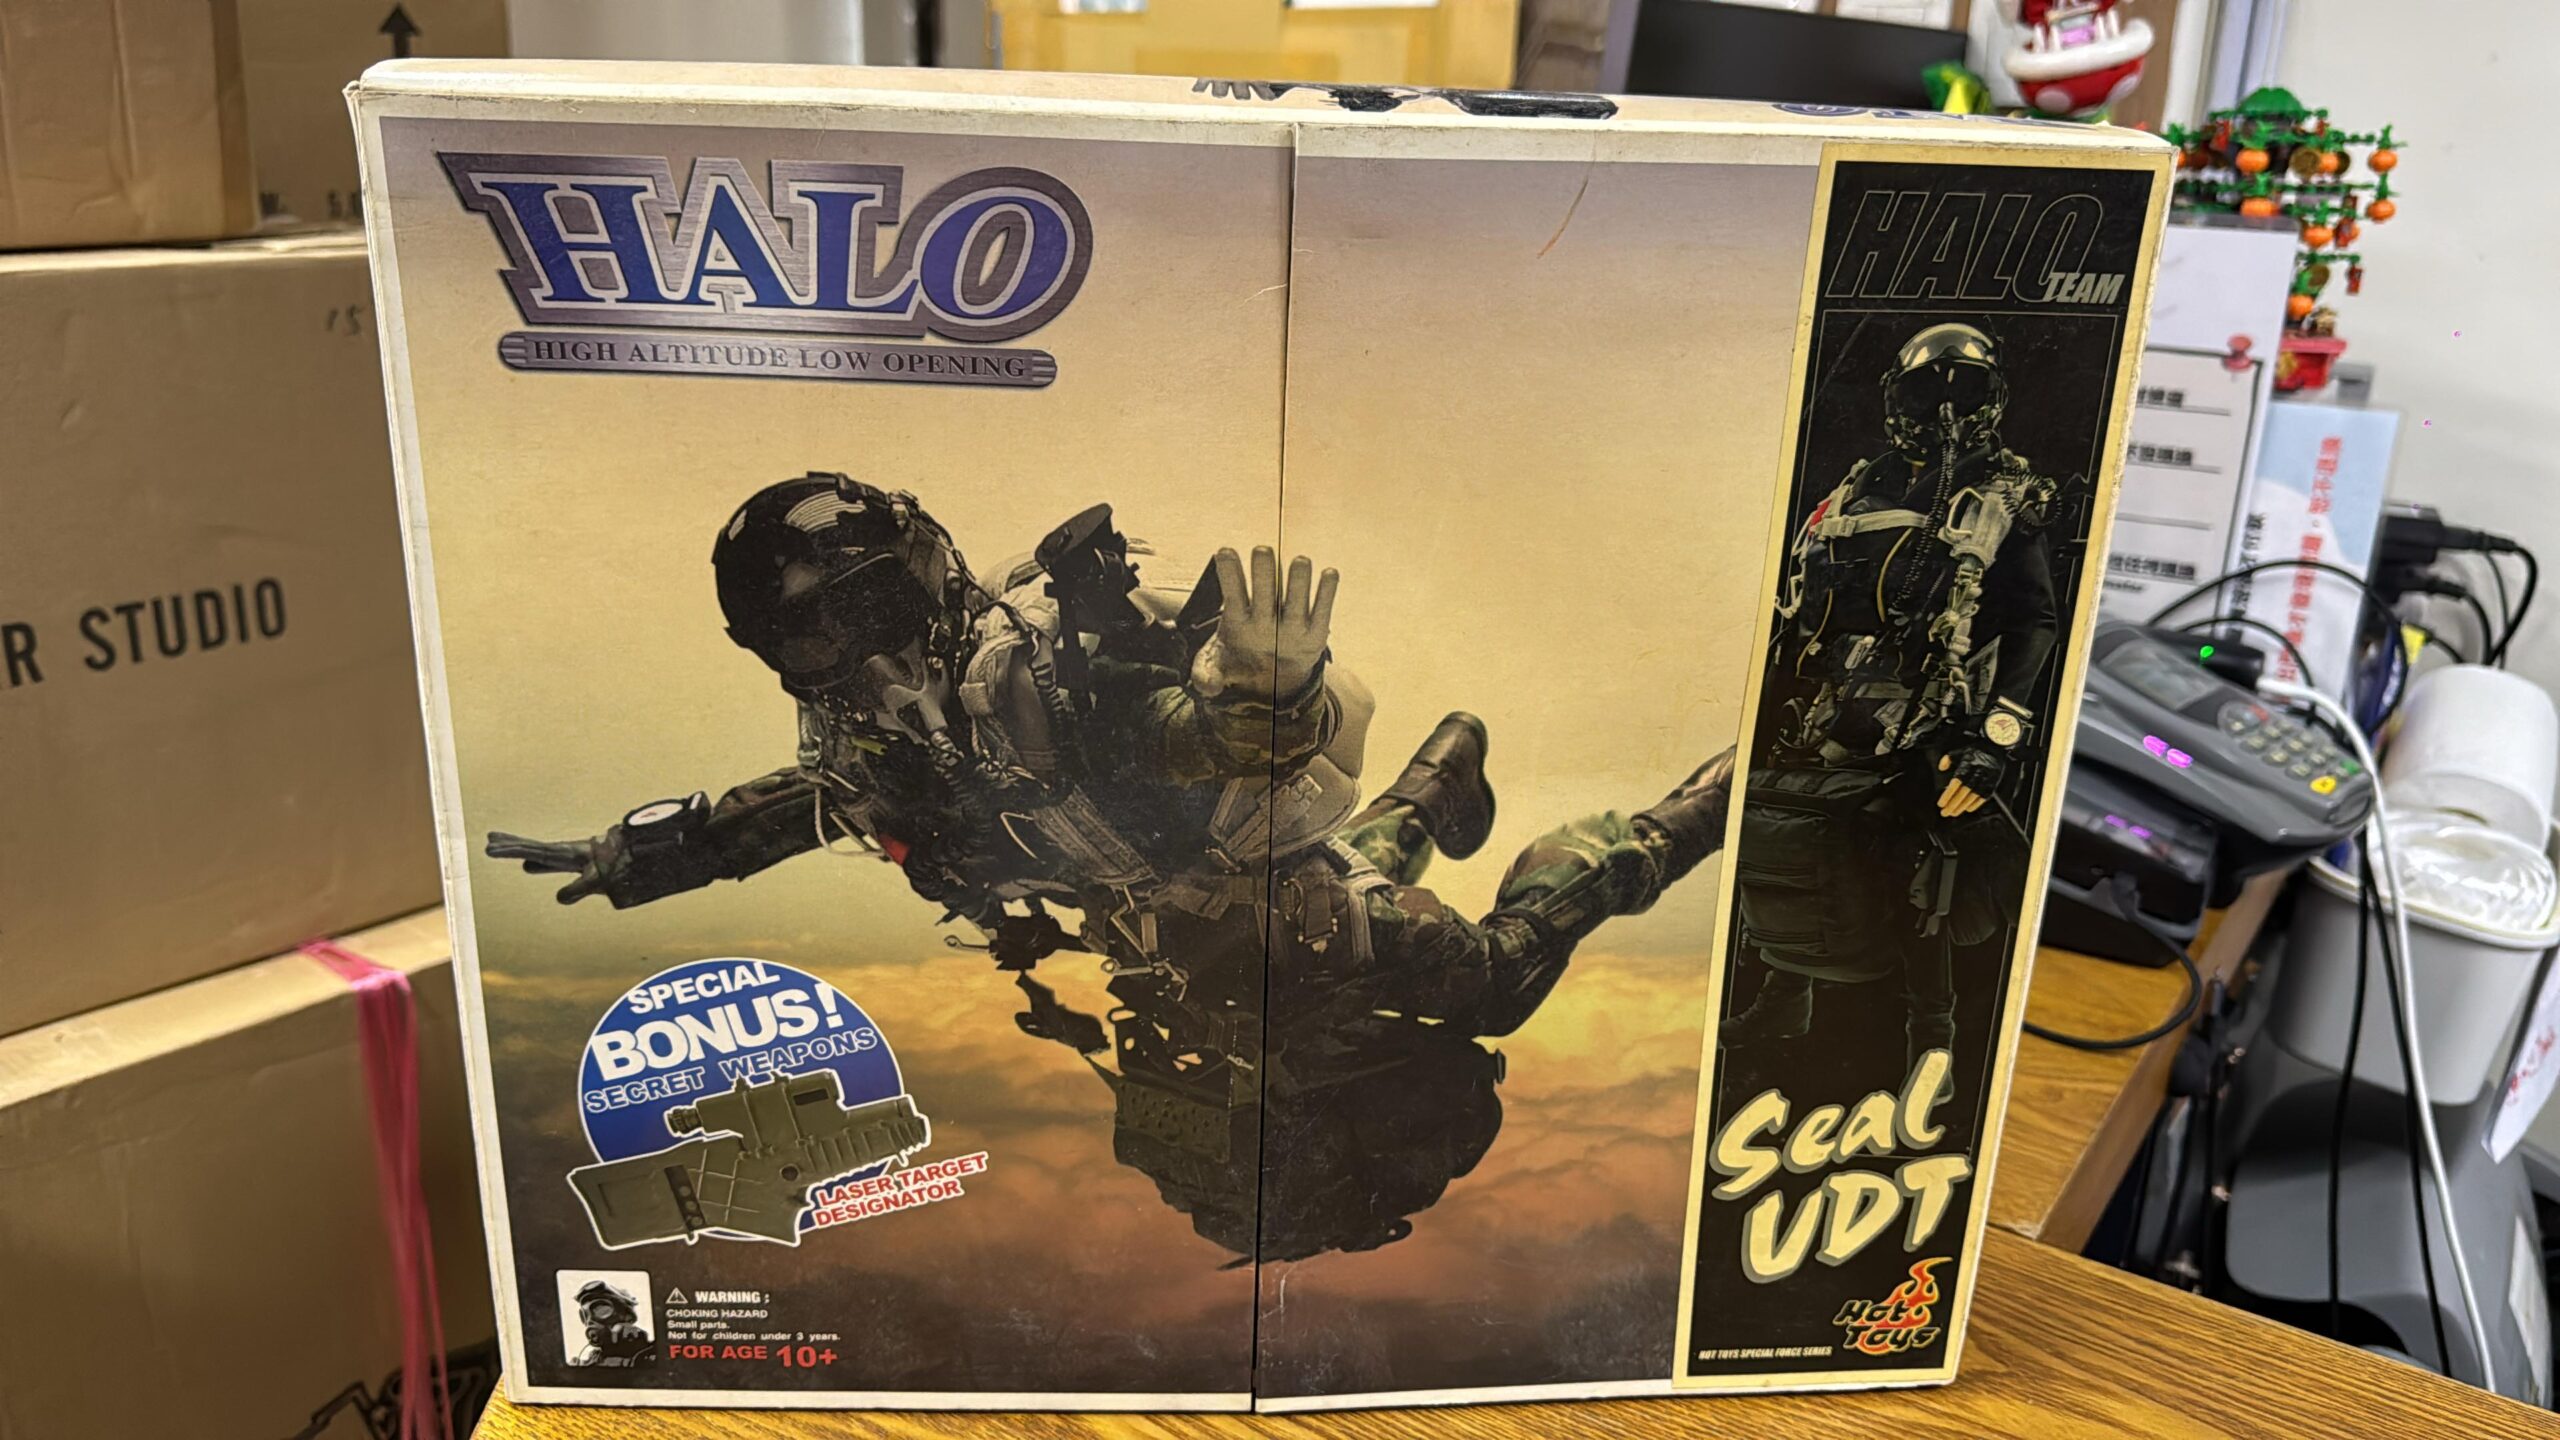 HALO
HIGH ALTITUDE LOW OPENING
HALO
TEAM
R STUDIO
15
SPECIAL
BONUS!
SECRET WEAPONS
LASER TARGET
DESIGNATOR
Seal
UDT
WARNING :
CHOKING HAZARD
Small parts.
Not for children under 3 years.
FOR AGE 10+
Hot
Toys
HOT TOYS SPECIAL FORCE SERIES